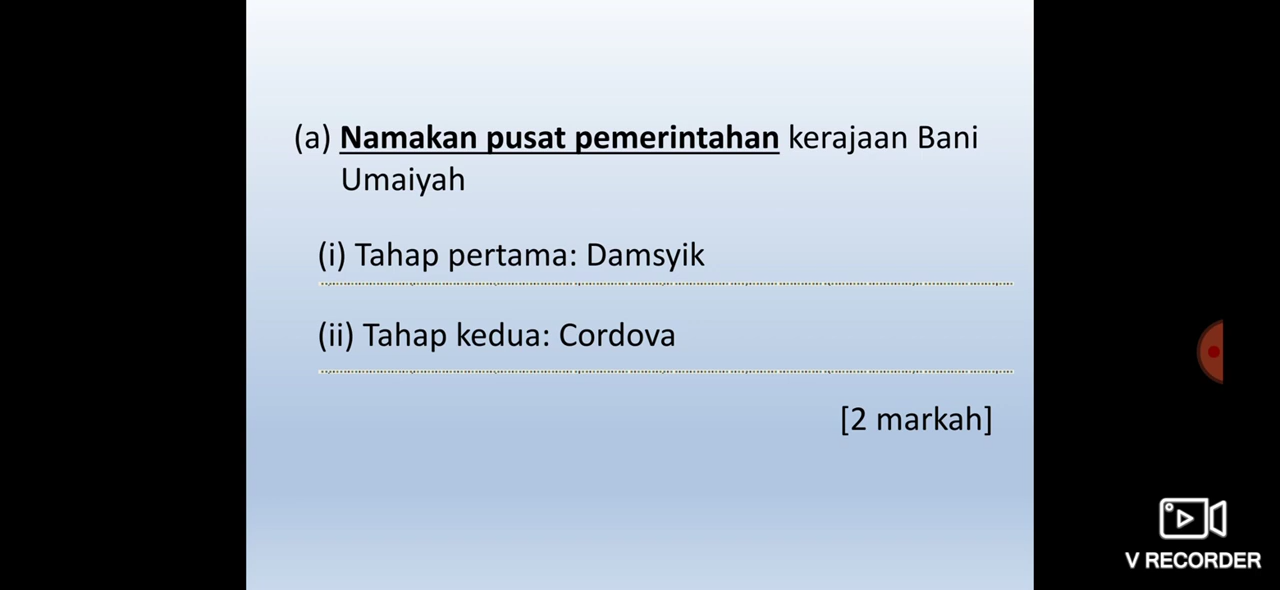 (a) Namakan pusat pemerintahan kerajaan Bani
Umaiyah
(i) Tahap pertama: Damsyik
(ii) Tahap kedua: Cordova
[2 markah]
V RECORDER